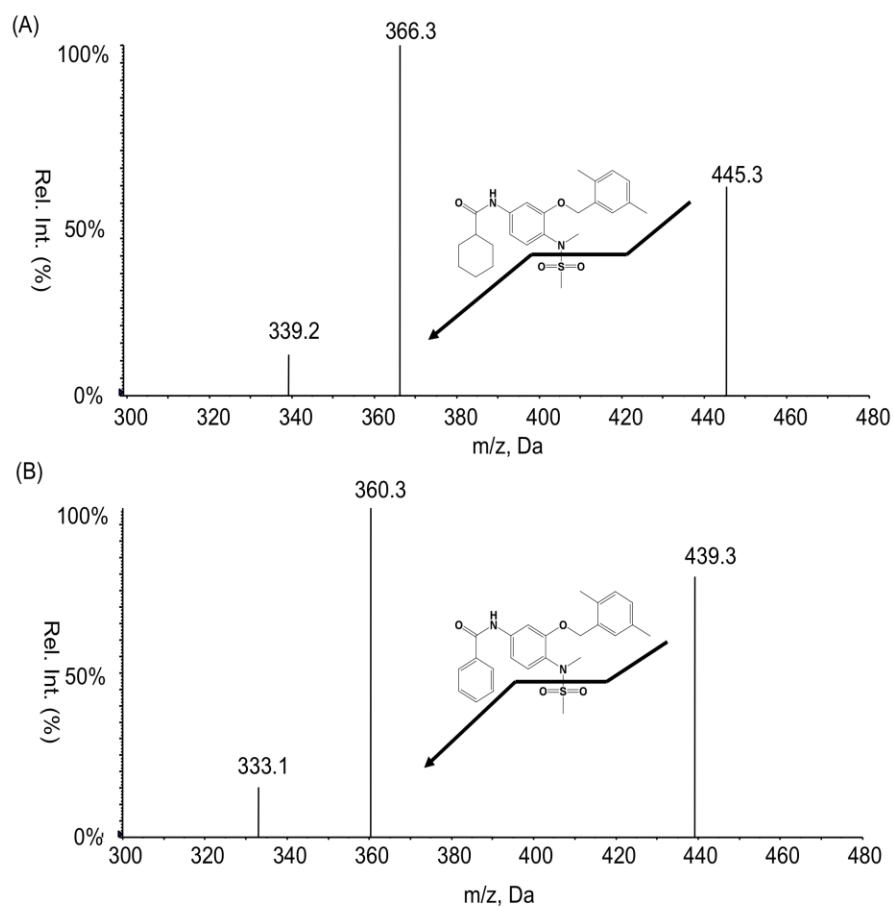 (A)
100%
50%
0%
Rel. Int. (%)
366.3
445.3
339.2
H
N
O
O
N
O=S=O
300 320 340 360 380 400 420 440 460 480
m/z, Da
(B)
100%
50%
0%
Rel. Int. (%)
360.3
439.3
333.1
H
N
O
O
N
O=S=O
300 320 340 360 380 400 420 440 460 480
m/z, Da